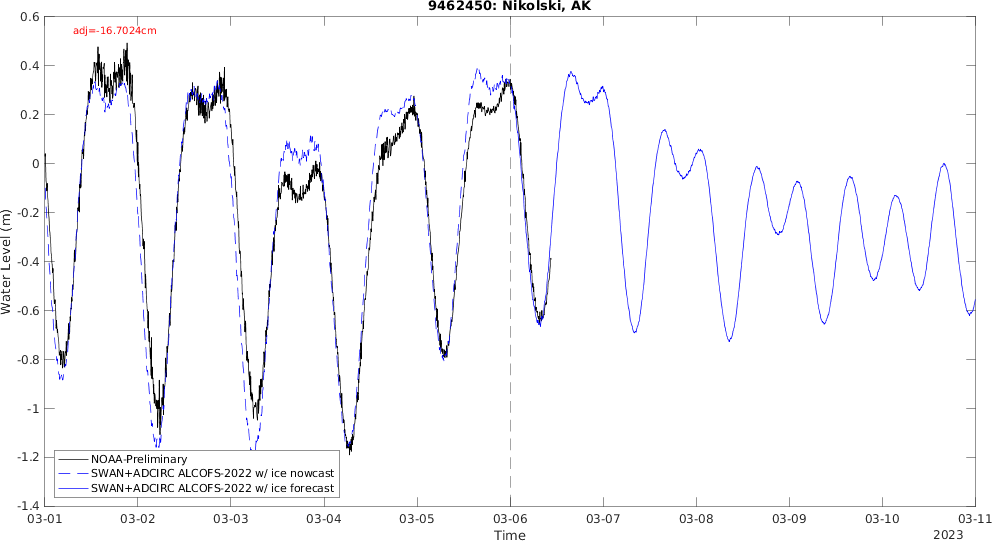 9462450: Nikolski, AK
adj=-16.7024cm
0.6
0.4
0.2
0
-0.2
-0.4
-0.6
-0.8
-1
-1.2
-1.4
Water Level (m)
NOAA-Preliminary
SWAN+ADCIRC ALCOFS-2022 w/ ice nowcast
SWAN+ADCIRC ALCOFS-2022 w/ ice forecast
03-01 03-02 03-03 03-04 03-05 03-06 03-07 03-08 03-09 03-10 03-11
Time
2023